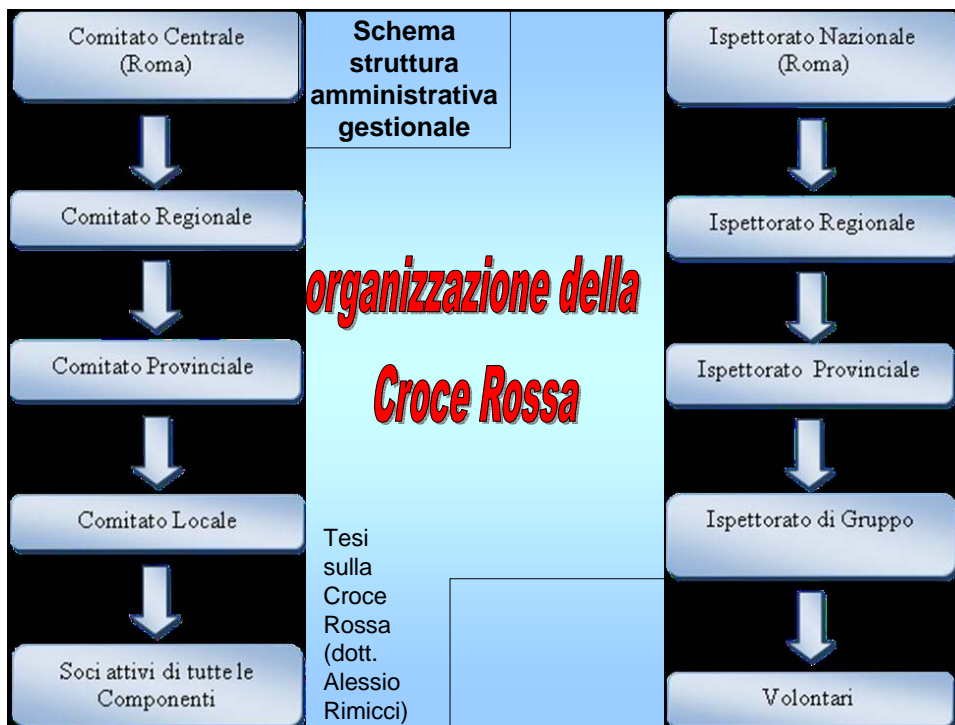 Comitato Centrale
(Roma)
Comitato Regionale
Comitato Provinciale
Comitato Locale
Soci attivi di tutte le
Componenti
Schema
struttura
amministrativa
gestionale
organizzazione della
Croce Rossa
Tesi
sulla
Croce
Rossa
(dott.
Alessio
Rimicci)
Ispettorato Nazionale
(Roma)
Ispettorato Regionale
Ispettorato Provinciale
Ispettorato di Gruppo
Volontari